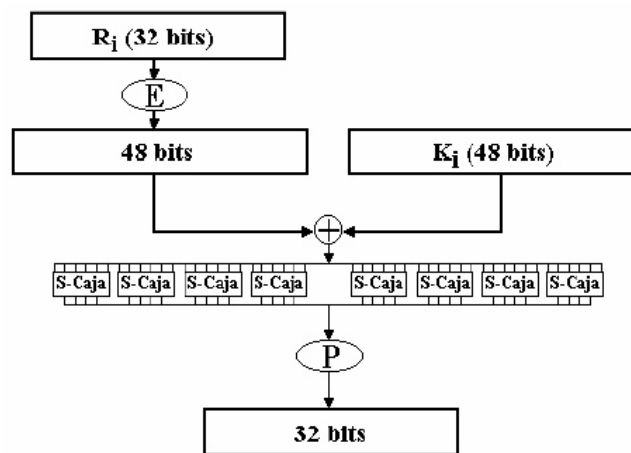 Ri (32 bits)
E
48 bits
Ki (48 bits)
S-Caja S-Caja S-Caja S-Caja S-Caja S-Caja S-Caja S-Caja
P
32 bits